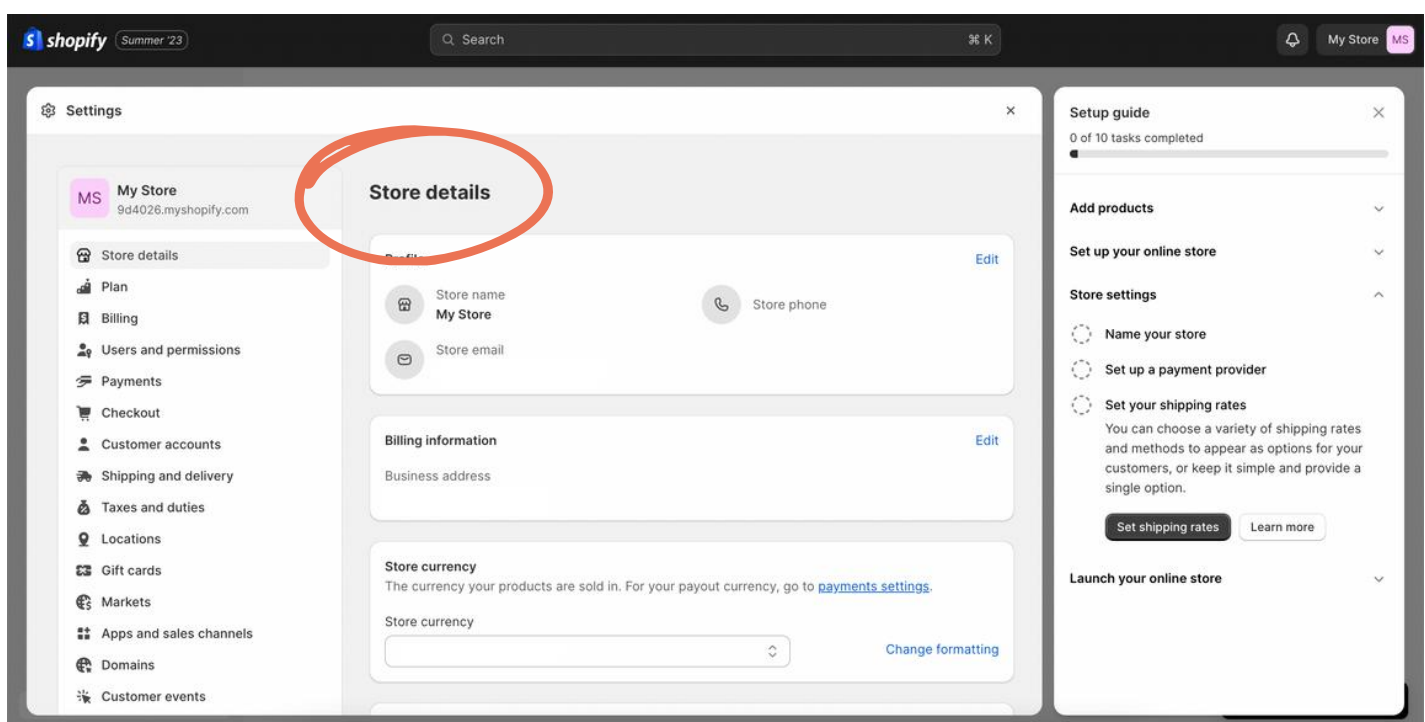 shopify Summer '23
Search ⌘ K
My Store MS
Settings
MS My Store
9d4026.myshopify.com
Store details
Plan
Billing
Users and permissions
Payments
Checkout
Customer accounts
Shipping and delivery
Taxes and duties
Locations
Gift cards
Markets
Apps and sales channels
Domains
Customer events
Store details
Profile Edit
Store name
My Store
Store phone
Store email
Billing information Edit
Business address
Store currency
The currency your products are sold in. For your payout currency, go to payments settings.
Store currency
Change formatting
Setup guide
0 of 10 tasks completed
Add products
Set up your online store
Store settings
Name your store
Set up a payment provider
Set your shipping rates
You can choose a variety of shipping rates
and methods to appear as options for your
customers, or keep it simple and provide a
single option.
Set shipping rates Learn more
Launch your online store